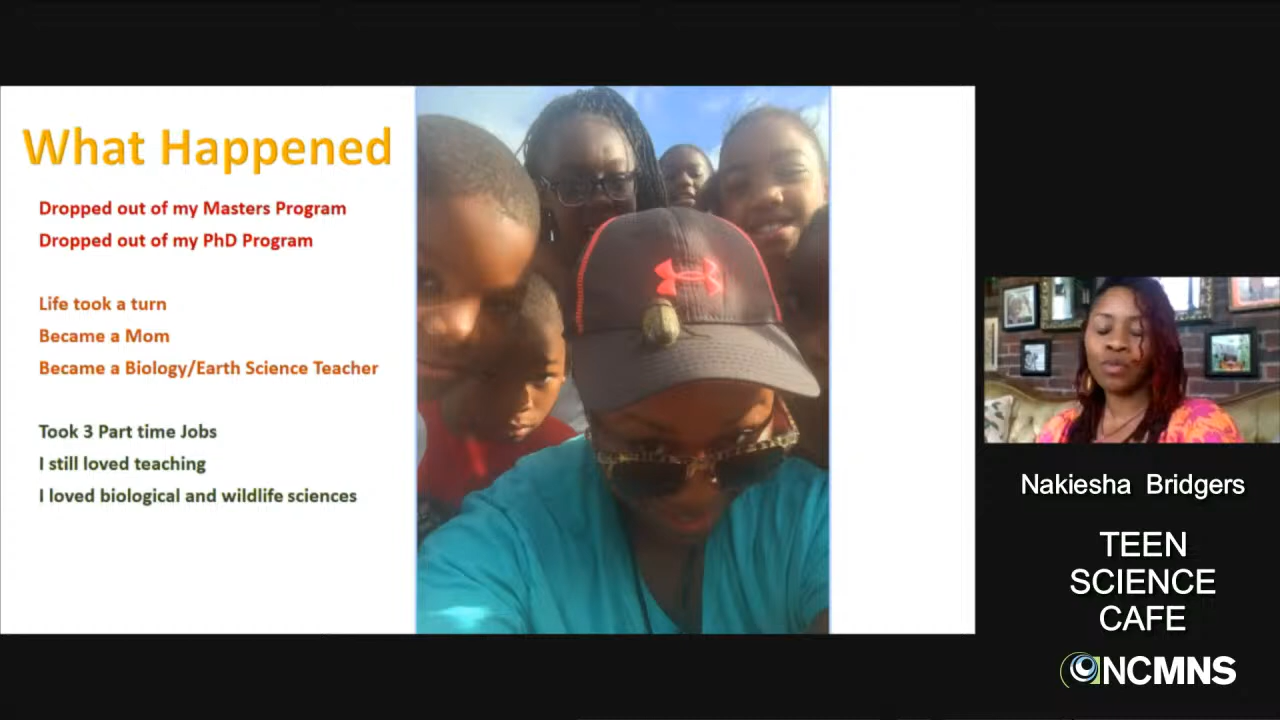 What Happened
Dropped out of my Masters Program
Dropped out of my PhD Program
Life took a turn
Became a Mom
Became a Biology/Earth Science Teacher
Took 3 Part time Jobs
I still loved teaching
I loved biological and wildlife sciences
Nakiesha Bridgers
TEEN
SCIENCE
CAFE
NCMNS